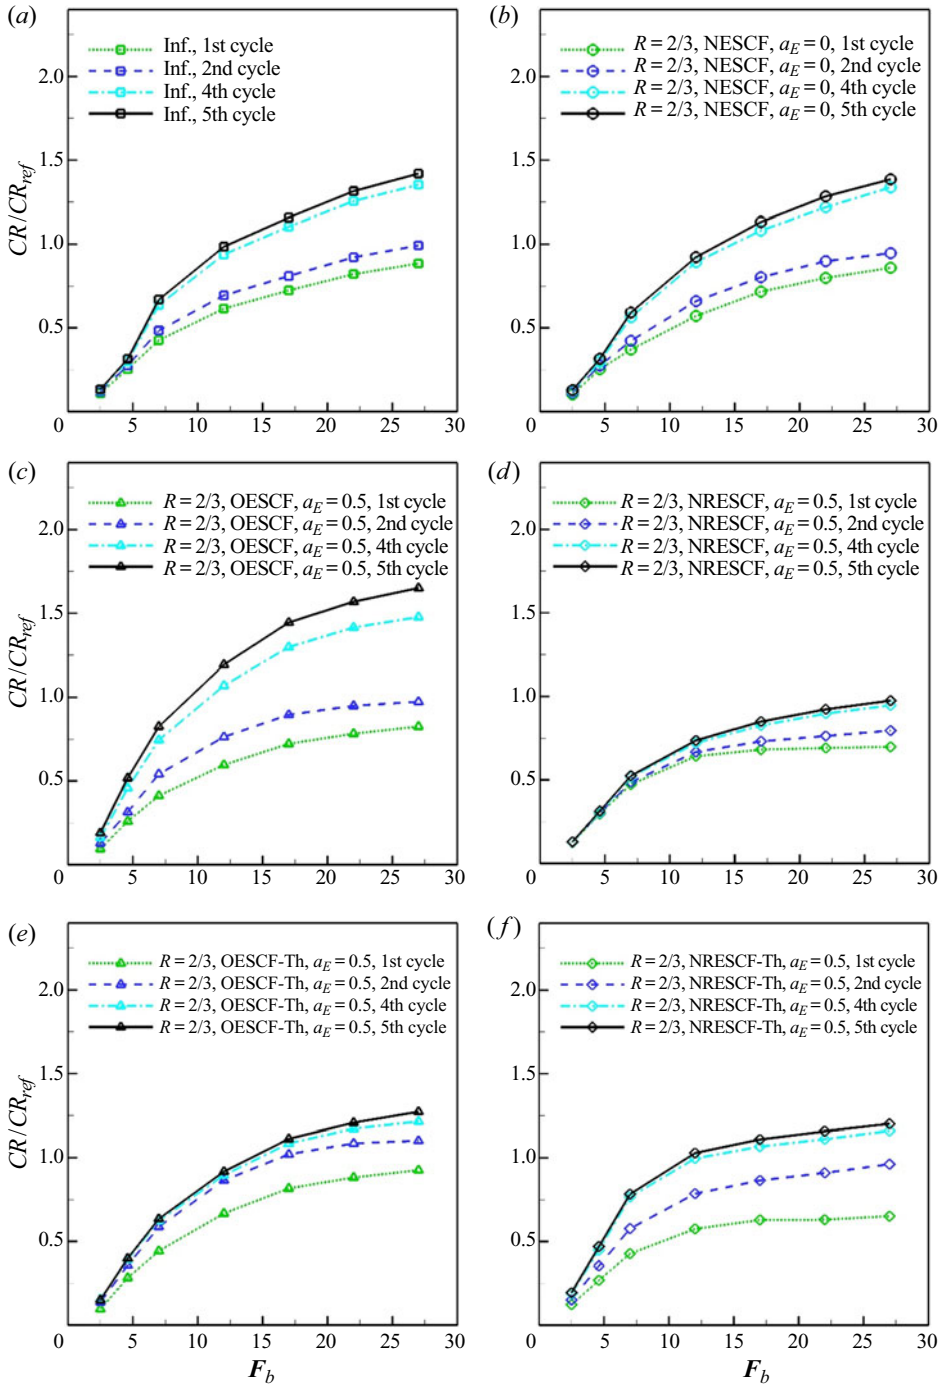 (a)
Inf., 1st cycle
Inf., 2nd cycle
Inf., 4th cycle
Inf., 5th cycle
2.0
1.5
1.0
0.5
CR/CR_ref
0 5 10 15 20 25 30
(b)
R = 2/3, NESCF, a_E = 0, 1st cycle
R = 2/3, NESCF, a_E = 0, 2nd cycle
R = 2/3, NESCF, a_E = 0, 4th cycle
R = 2/3, NESCF, a_E = 0, 5th cycle
2.0
1.5
1.0
0.5
0 5 10 15 20 25 30
(c)
R = 2/3, OESCF, a_E = 0.5, 1st cycle
R = 2/3, OESCF, a_E = 0.5, 2nd cycle
R = 2/3, OESCF, a_E = 0.5, 4th cycle
R = 2/3, OESCF, a_E = 0.5, 5th cycle
2.0
1.5
1.0
0.5
CR/CR_ref
0 5 10 15 20 25 30
(d)
R = 2/3, NRESCF, a_E = 0.5, 1st cycle
R = 2/3, NRESCF, a_E = 0.5, 2nd cycle
R = 2/3, NRESCF, a_E = 0.5, 4th cycle
R = 2/3, NRESCF, a_E = 0.5, 5th cycle
2.0
1.5
1.0
0.5
0 5 10 15 20 25 30
(e)
R = 2/3, OESCF-Th, a_E = 0.5, 1st cycle
R = 2/3, OESCF-Th, a_E = 0.5, 2nd cycle
R = 2/3, OESCF-Th, a_E = 0.5, 4th cycle
R = 2/3, OESCF-Th, a_E = 0.5, 5th cycle
2.0
1.5
1.0
0.5
CR/CR_ref
0 5 10 15 20 25 30
F_b
(f)
R = 2/3, NRESCF-Th, a_E = 0.5, 1st cycle
R = 2/3, NRESCF-Th, a_E = 0.5, 2nd cycle
R = 2/3, NRESCF-Th, a_E = 0.5, 4th cycle
R = 2/3, NRESCF-Th, a_E = 0.5, 5th cycle
2.0
1.5
1.0
0.5
0 5 10 15 20 25 30
F_b